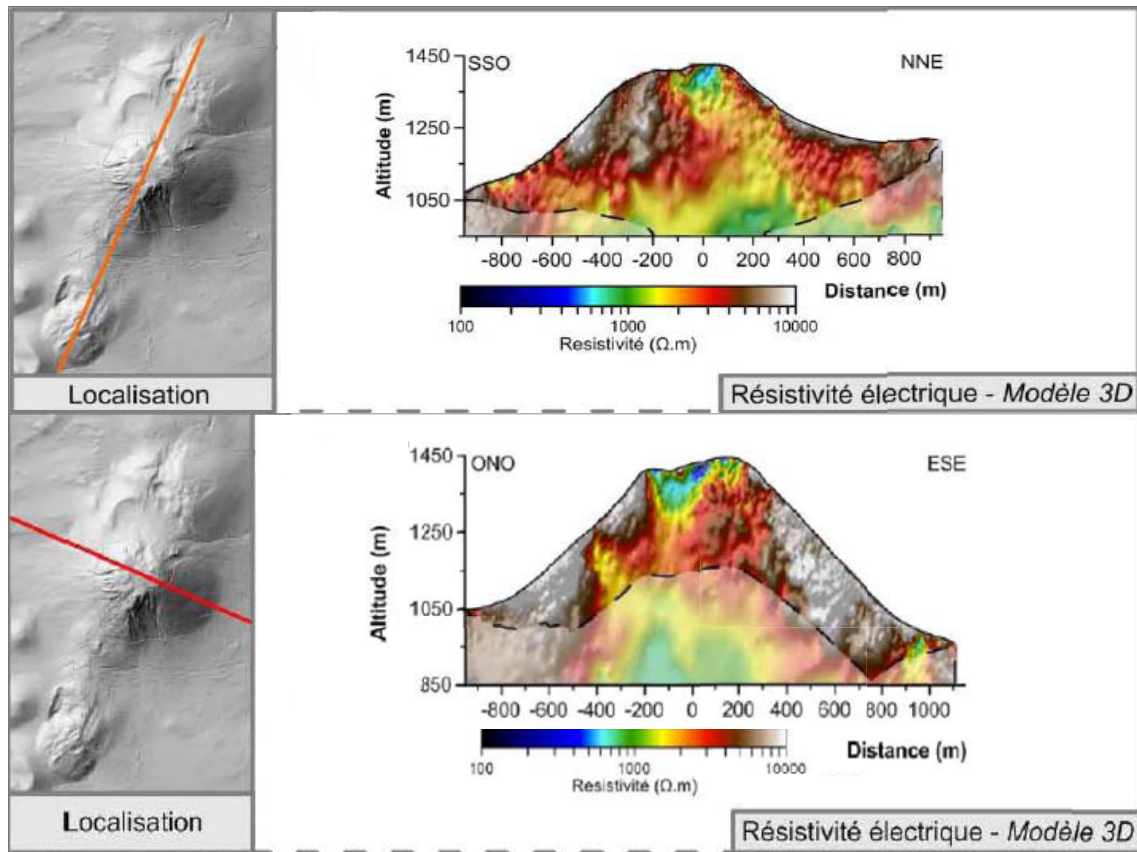 1450
SSO
NNE
1250
1050
Altitude (m)
-800 -600 -400 -200 0 200 400 600 800
Distance (m)
100 1000 10000
Resistivité (Ω.m)
Localisation
Résistivité électrique - Modèle 3D
1450
ONO
ESE
1250
1050
850
Altitude (m)
-800 -600 -400 -200 0 200 400 600 800 1000
Distance (m)
100 1000 10000
Resistivité (Ω.m)
Localisation
Résistivité électrique - Modèle 3D